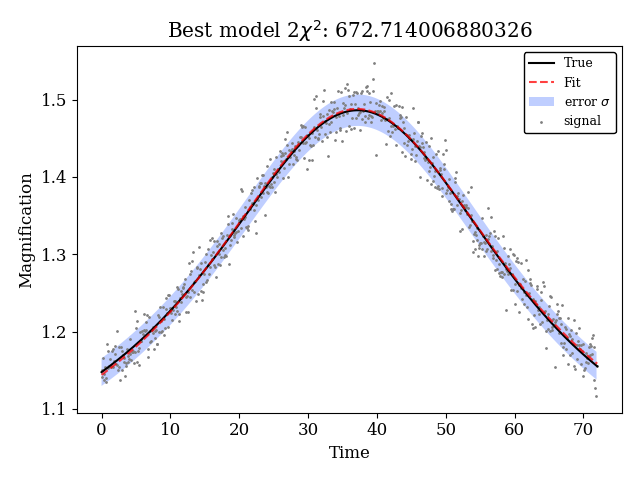 Best model 2χ²: 672.714006880326
True
Fit
error σ
signal
Magnification
1.5
1.4
1.3
1.2
1.1
0 10 20 30 40 50 60 70
Time